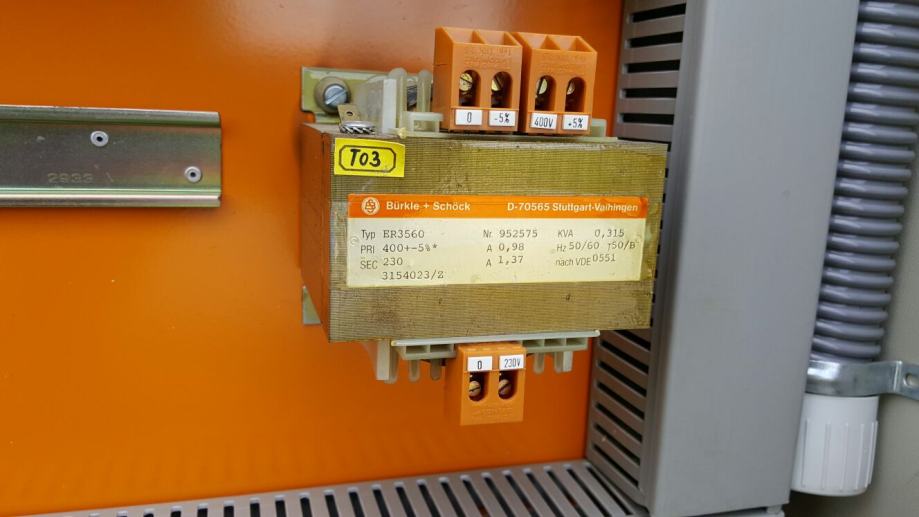 0
-5%
400V
+5%
T03
2933
Bürkle + Schöck D-70565 Stuttgart-Vaihingen
Typ ER3560 Nr. 952575 KVA 0,315
PRI 400+-5%* A 0,98 Hz 50/60 T50/B
SEC 230 A 1,37 nach VDE 0551
3154023/Z
0
230V